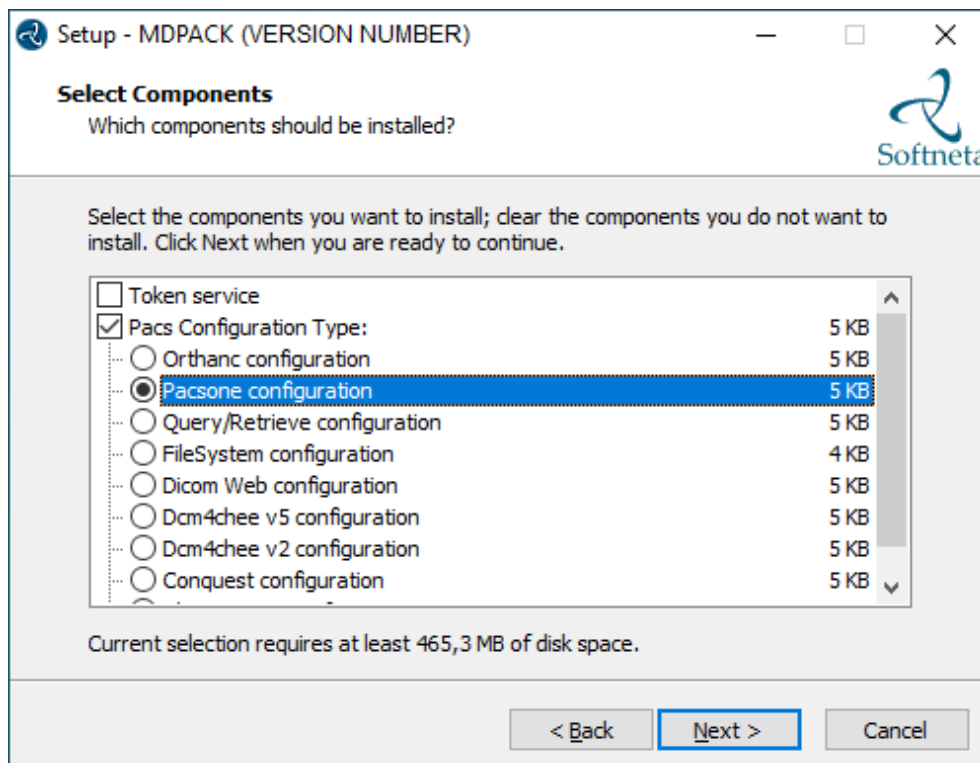 Setup - MDPACK (VERSION NUMBER)
Select Components
Which components should be installed?
Softneta
Select the components you want to install; clear the components you do not want to
install. Click Next when you are ready to continue.
Token service
Pacs Configuration Type: 5 KB
Orthanc configuration 5 KB
Pacsone configuration 5 KB
Query/Retrieve configuration 5 KB
FileSystem configuration 4 KB
Dicom Web configuration 5 KB
Dcm4chee v5 configuration 5 KB
Dcm4chee v2 configuration 5 KB
Conquest configuration 5 KB
Current selection requires at least 465,3 MB of disk space.
< Back Next > Cancel